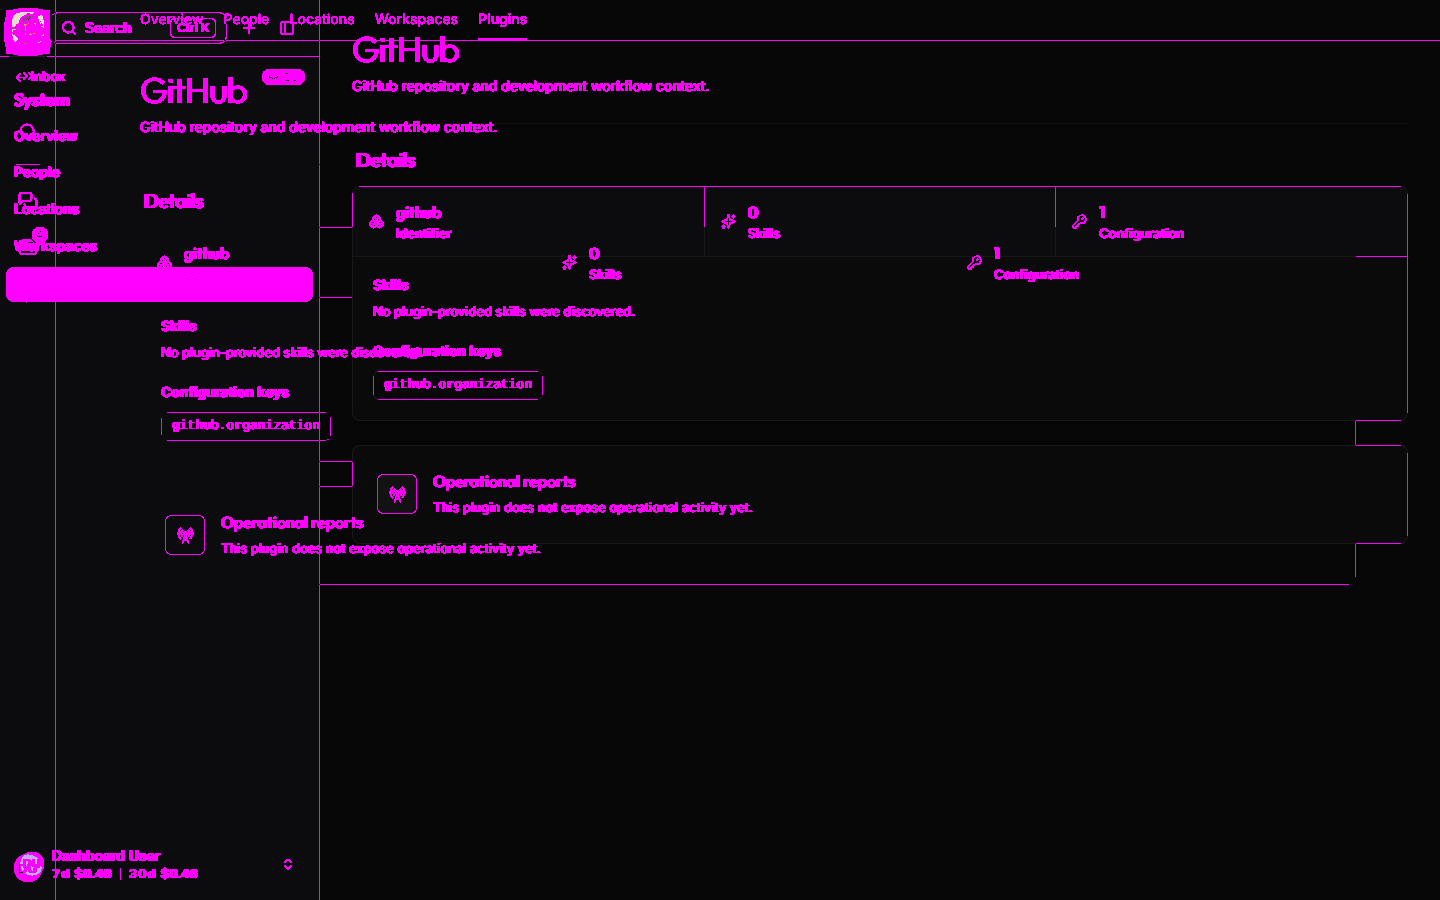 Overview People Locations Workspaces Plugins
Search Ctrl K
Inbox
System
Overview
People
Locations
Workspaces
GitHub
GitHub repository and development workflow context.
Details
github
0
Skills
1
Configuration
Skills
No plugin-provided skills were
Configuration keys
github.organization
Operational reports
This plugin does not expose operational activity yet.
GitHub
GitHub repository and development workflow context.
Details
github
Identifier
0
Skills
1
Configuration
Skills
No plugin-provided skills were discovered.
Configuration keys
github.organization
Operational reports
This plugin does not expose operational activity yet.
Dashboard User
7d $0.46 | 30d $0.46